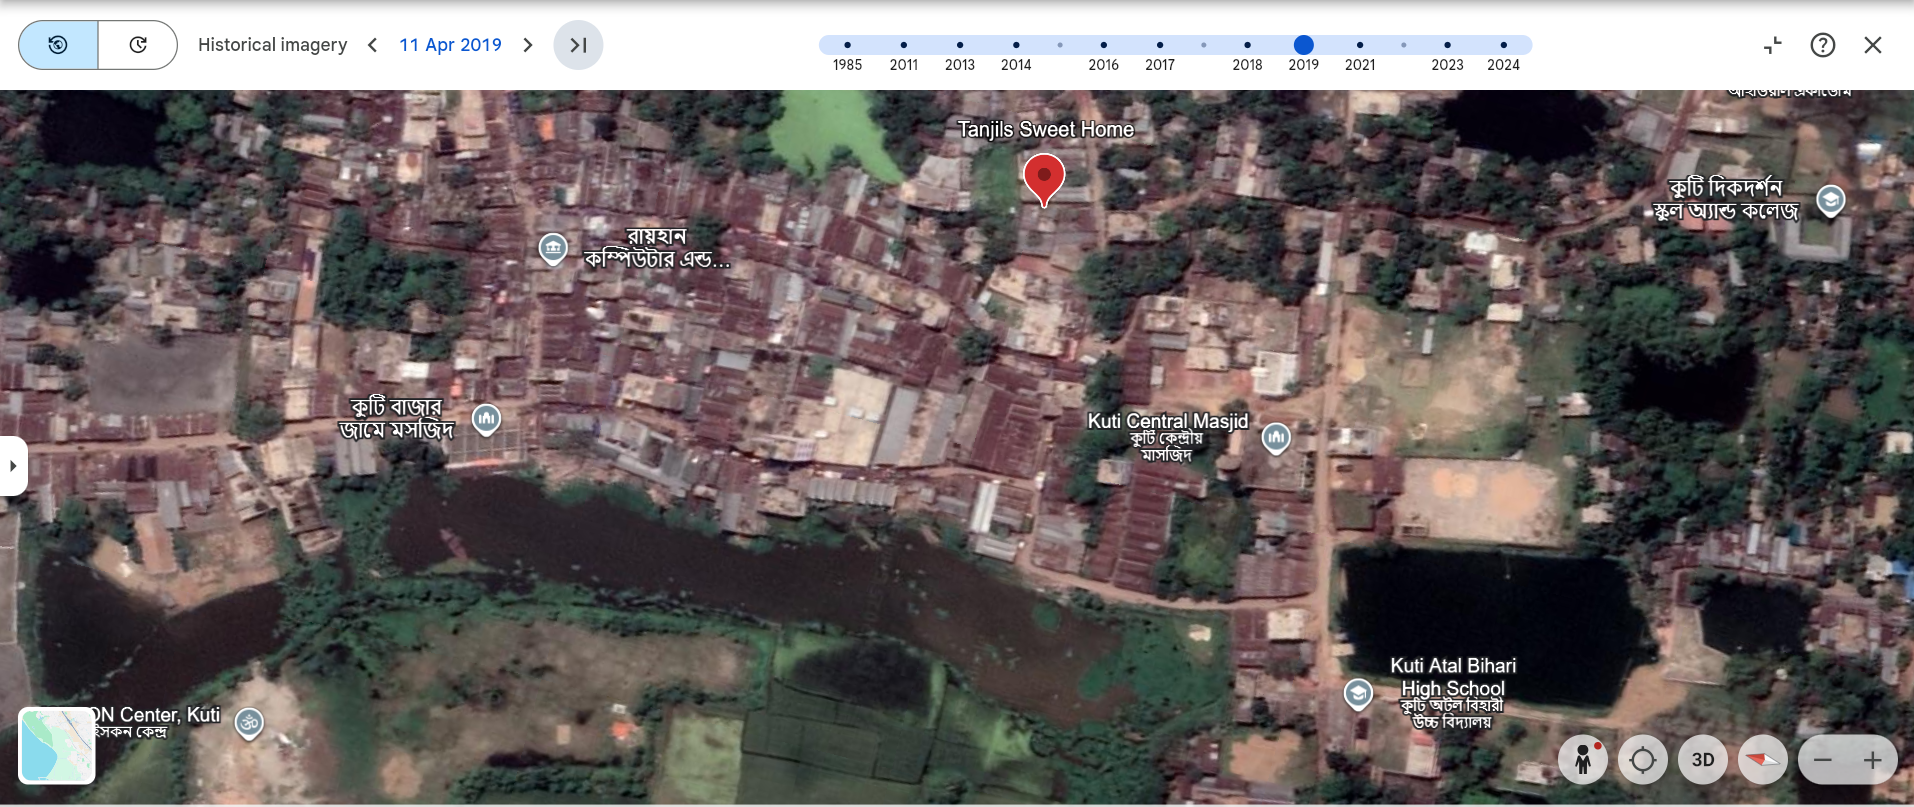 Historical imagery
11 Apr 2019
1985 2011 2013 2014 2016 2017 2018 2019 2021 2023 2024
Tanjils Sweet Home
কুটি দিকদর্শন
স্কুল অ্যান্ড কলেজ
রায়হান
কম্পিউটার এন্ড...
কুটি বাজার
জামে মসজিদ
Kuti Central Masjid
কুটি কেন্দ্রীয়
মাসজিদ
Kuti Atal Bihari
High School
কুটি অটল বিহারী
উচ্চ বিদ্যালয়
ON Center, Kuti
ইসকন কেন্দ্র
3D